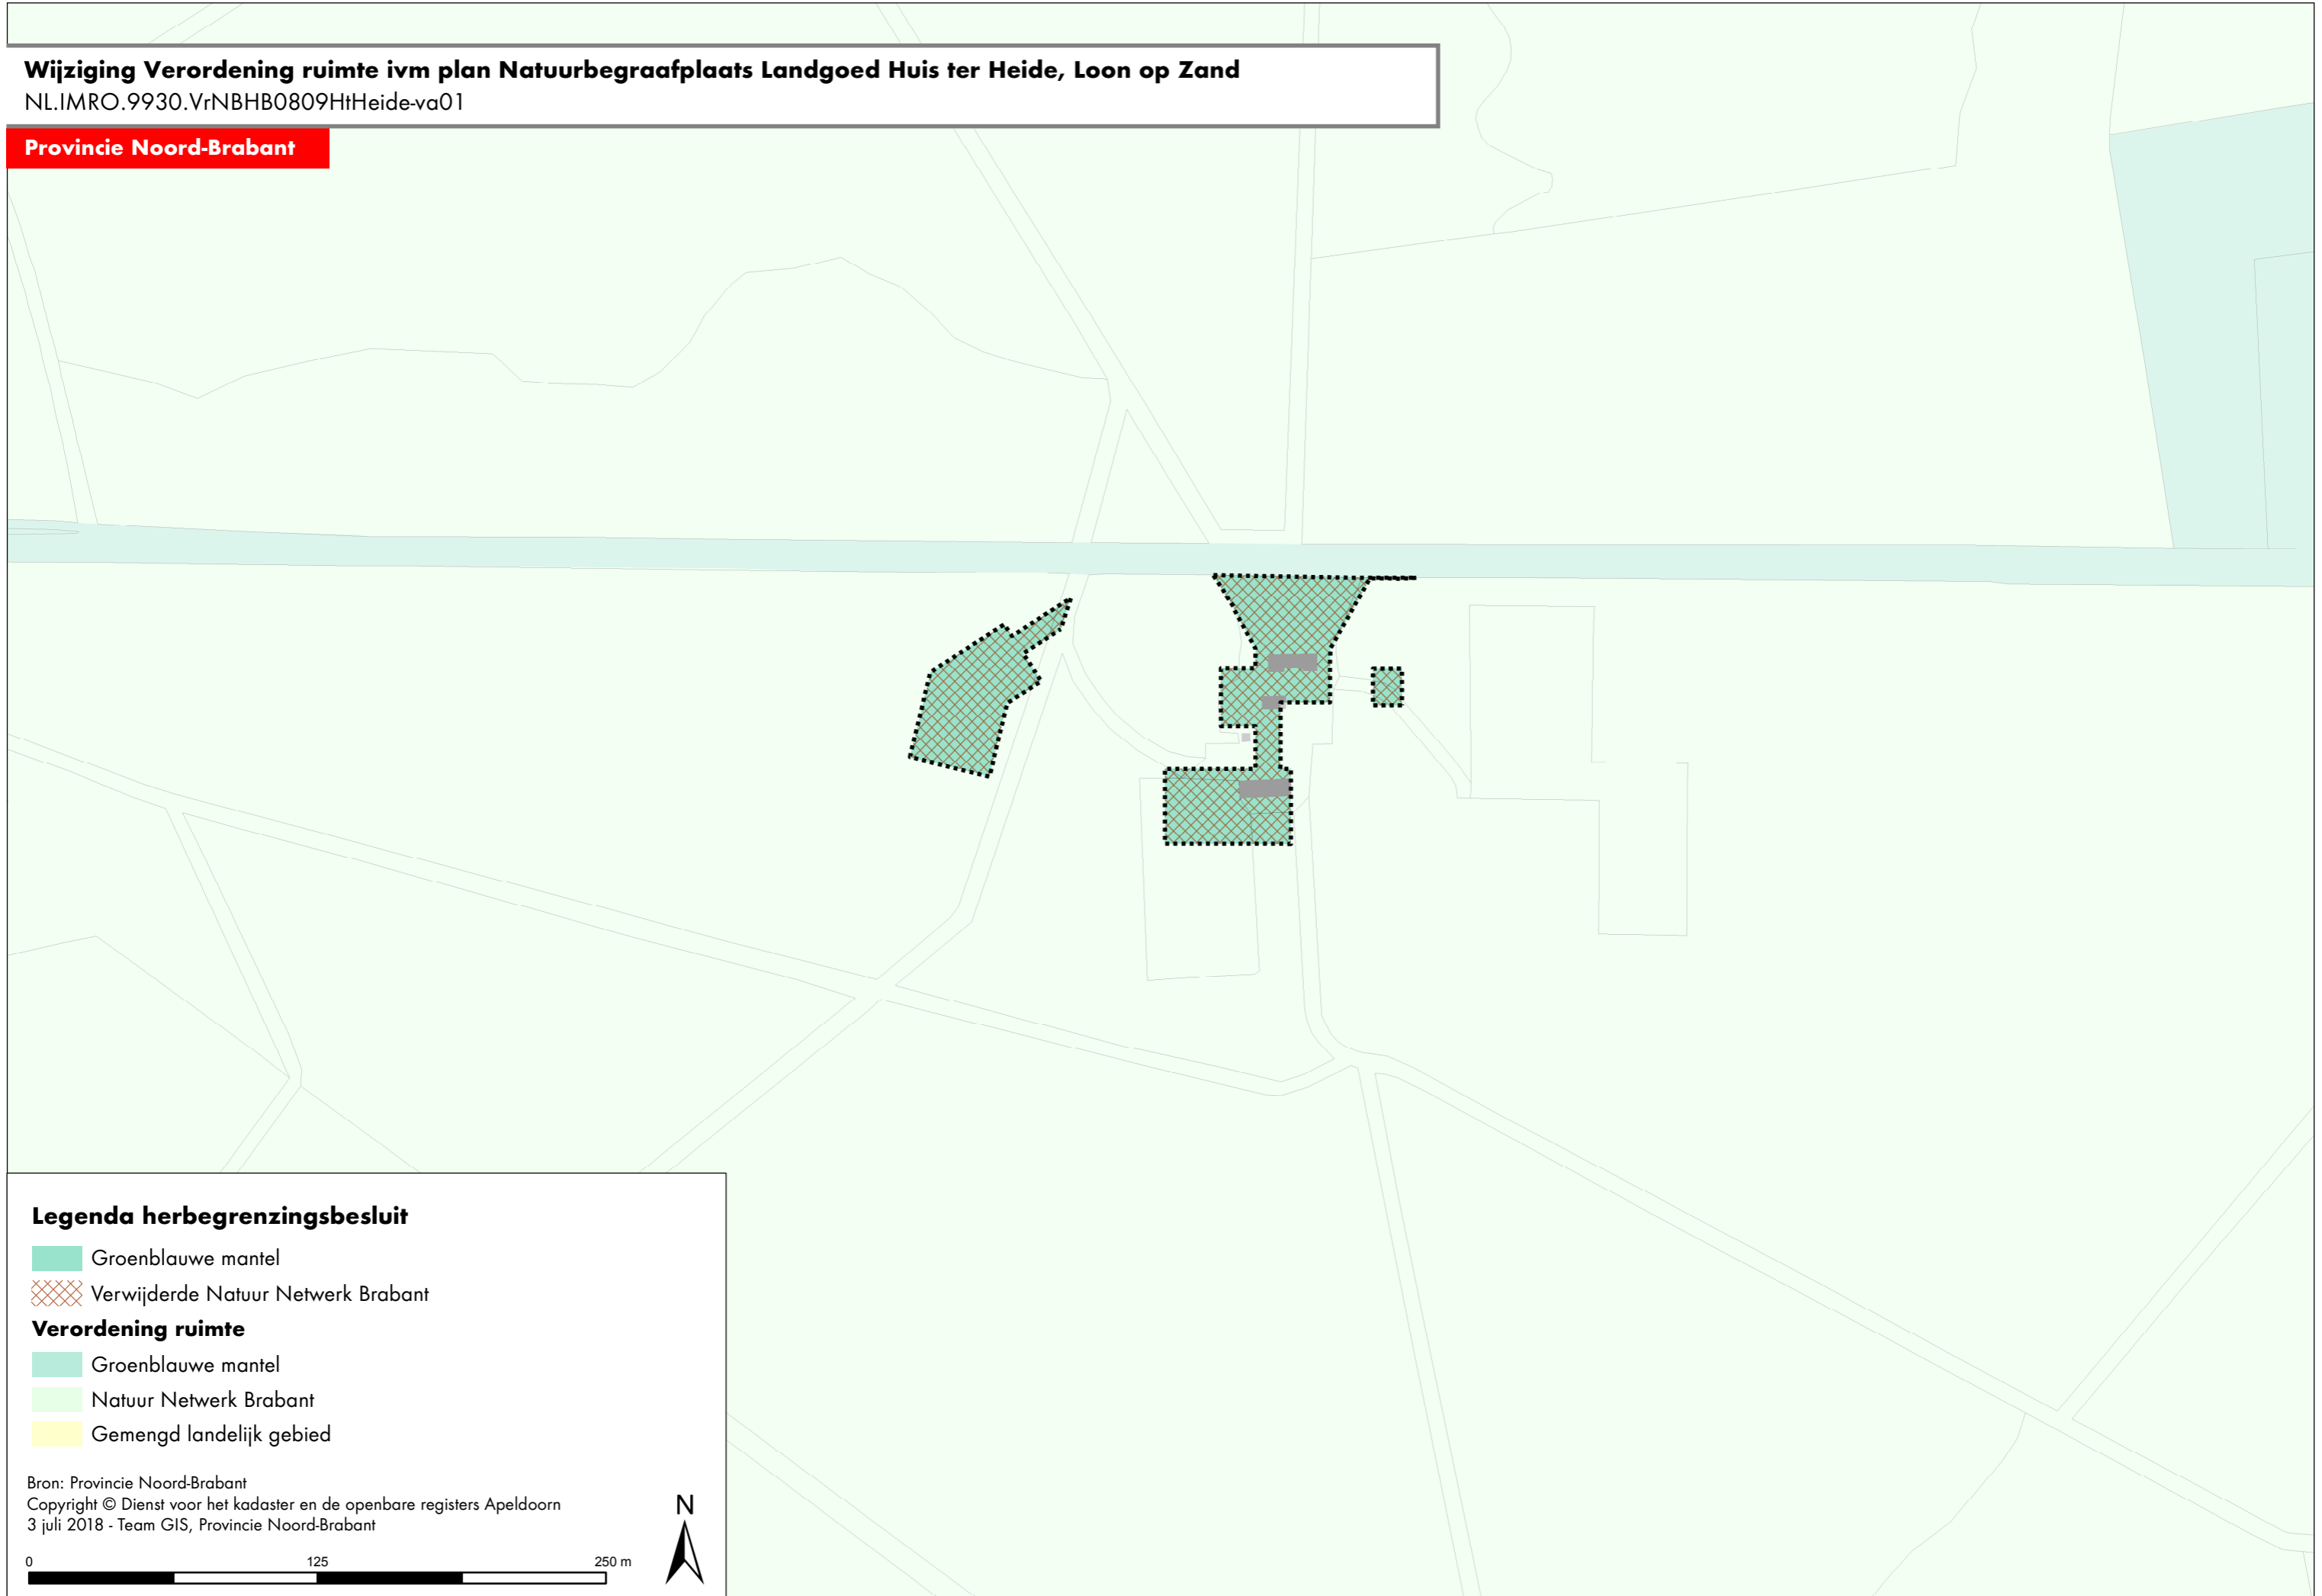 Wijziging Verordening ruimte ivm plan Natuurbegraafplaats Landgoed Huis ter Heide, Loon op Zand
NL.IMRO.9930.VrNBHB0809HtHeide-va01
Provincie Noord-Brabant
Legenda herbegrenzingsbesluit
Groenblauwe mantel
Verwijderde Natuur Netwerk Brabant
Verordening ruimte
Groenblauwe mantel
Natuur Netwerk Brabant
Gemengd landelijk gebied
Bron: Provincie Noord-Brabant
Copyright © Dienst voor het kadaster en de openbare registers Apeldoorn
3 juli 2018 - Team GIS, Provincie Noord-Brabant
N
0 125 250 m